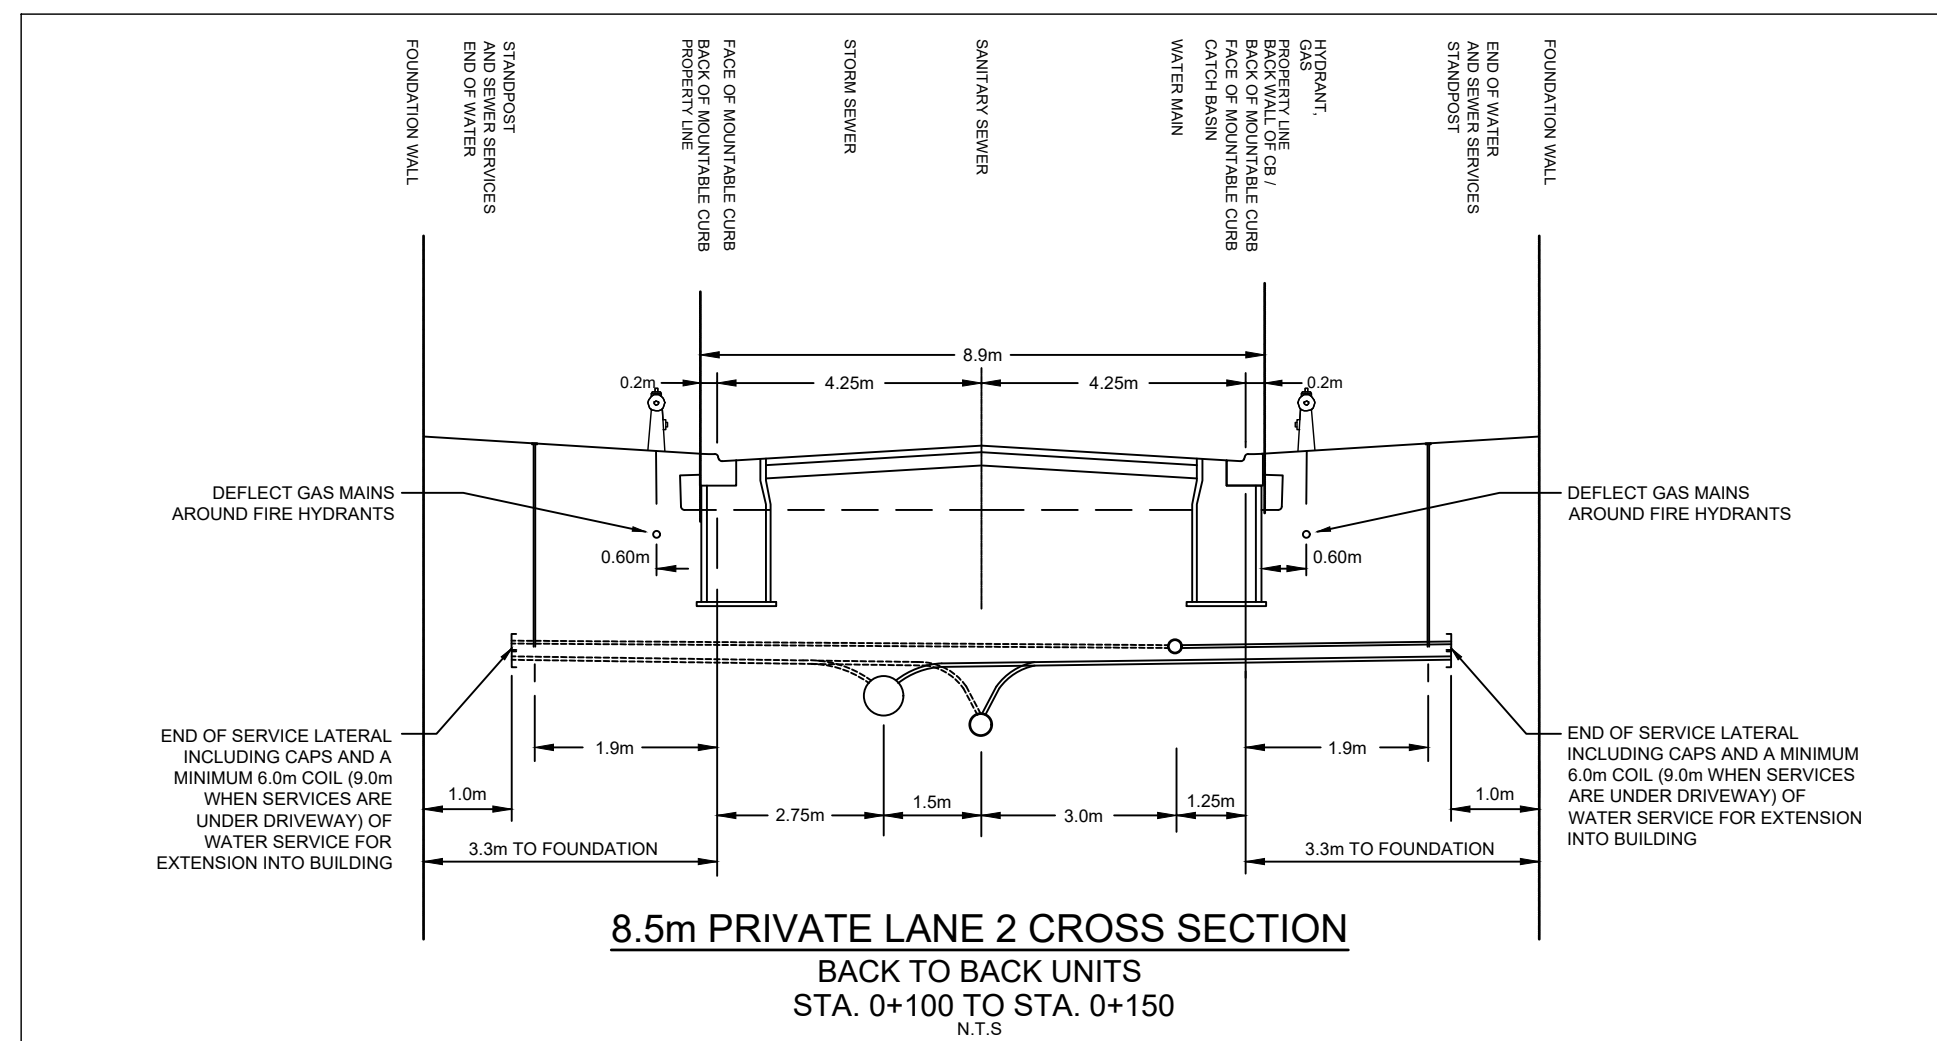 FOUNDATION WALL
STANDPOST
AND SEWER SERVICES
END OF WATER
FACE OF MOUNTABLE CURB
BACK OF MOUNTABLE CURB
PROPERTY LINE
STORM SEWER
SANITARY SEWER
WATER MAIN
HYDRANT,
GAS
PROPERTY LINE
BACK WALL OF CB /
BACK OF MOUNTABLE CURB
FACE OF MOUNTABLE CURB
CATCH BASIN
END OF WATER
AND SEWER SERVICES
STANDPOST
FOUNDATION WALL
8.9m
0.2m
4.25m
4.25m
0.2m
DEFLECT GAS MAINS
AROUND FIRE HYDRANTS
DEFLECT GAS MAINS
AROUND FIRE HYDRANTS
0.60m
0.60m
END OF SERVICE LATERAL
INCLUDING CAPS AND A
MINIMUM 6.0m COIL (9.0m
WHEN SERVICES ARE
UNDER DRIVEWAY) OF
WATER SERVICE FOR
EXTENSION INTO BUILDING
1.9m
1.9m
1.0m
2.75m
1.5m
3.0m
1.25m
1.0m
3.3m TO FOUNDATION
3.3m TO FOUNDATION
END OF SERVICE LATERAL
INCLUDING CAPS AND A MINIMUM
6.0m COIL (9.0m WHEN SERVICES
ARE UNDER DRIVEWAY) OF
WATER SERVICE FOR EXTENSION
INTO BUILDING
8.5m PRIVATE LANE 2 CROSS SECTION
BACK TO BACK UNITS
STA. 0+100 TO STA. 0+150
N.T.S